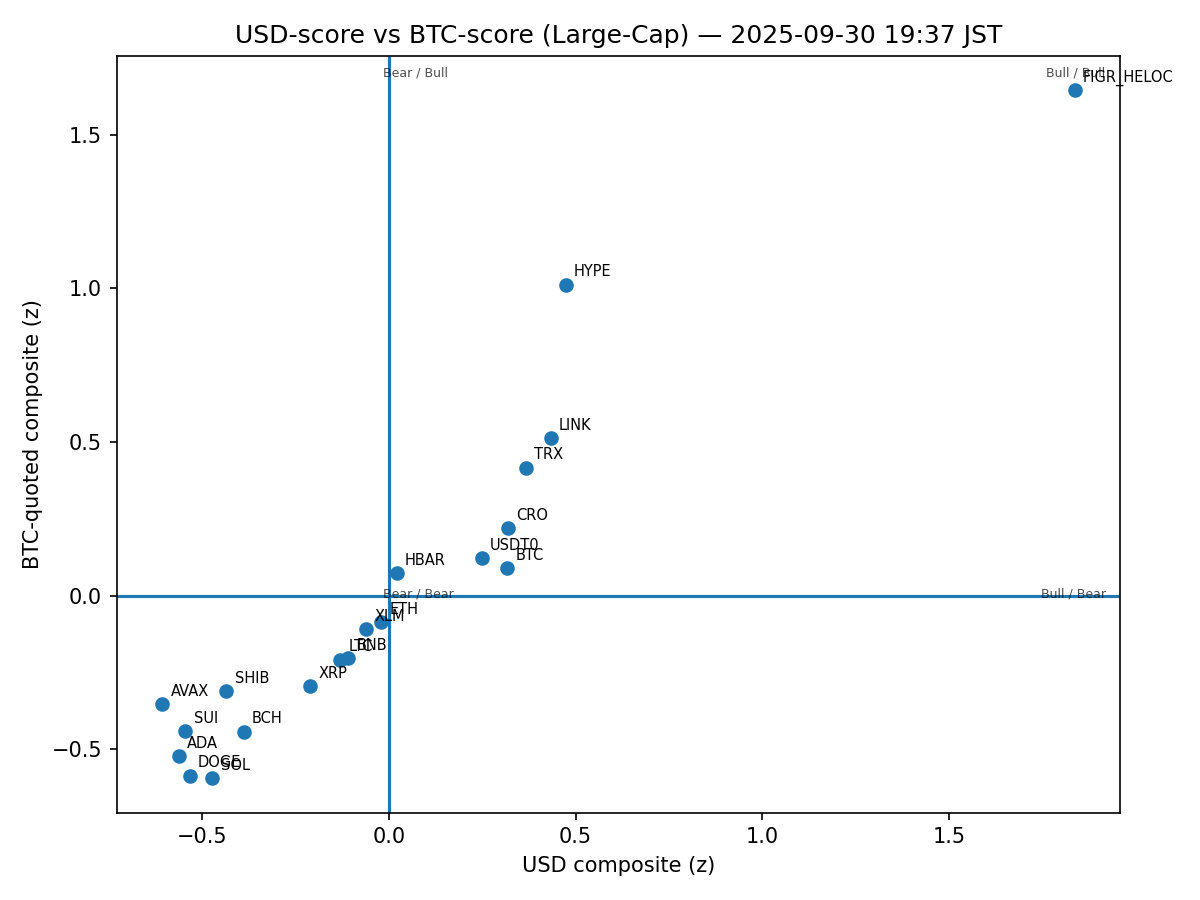 USD-score vs BTC-score (Large-Cap) — 2025-09-30 19:37 JST
Bear / Bull
Bull / Bull
FIGR_HELOC
1.5
HYPE
1.0
LINK
0.5
TRX
CRO
USDT0
BTC
HBAR
0.0
Bear / Bear
Bull / Bear
ETH
XLM
LTC
BNB
XRP
SHIB
AVAX
SUI
BCH
ADA
−0.5
DOGE
SOL
−0.5
0.0
0.5
1.0
1.5
USD composite (z)
BTC-quoted composite (z)